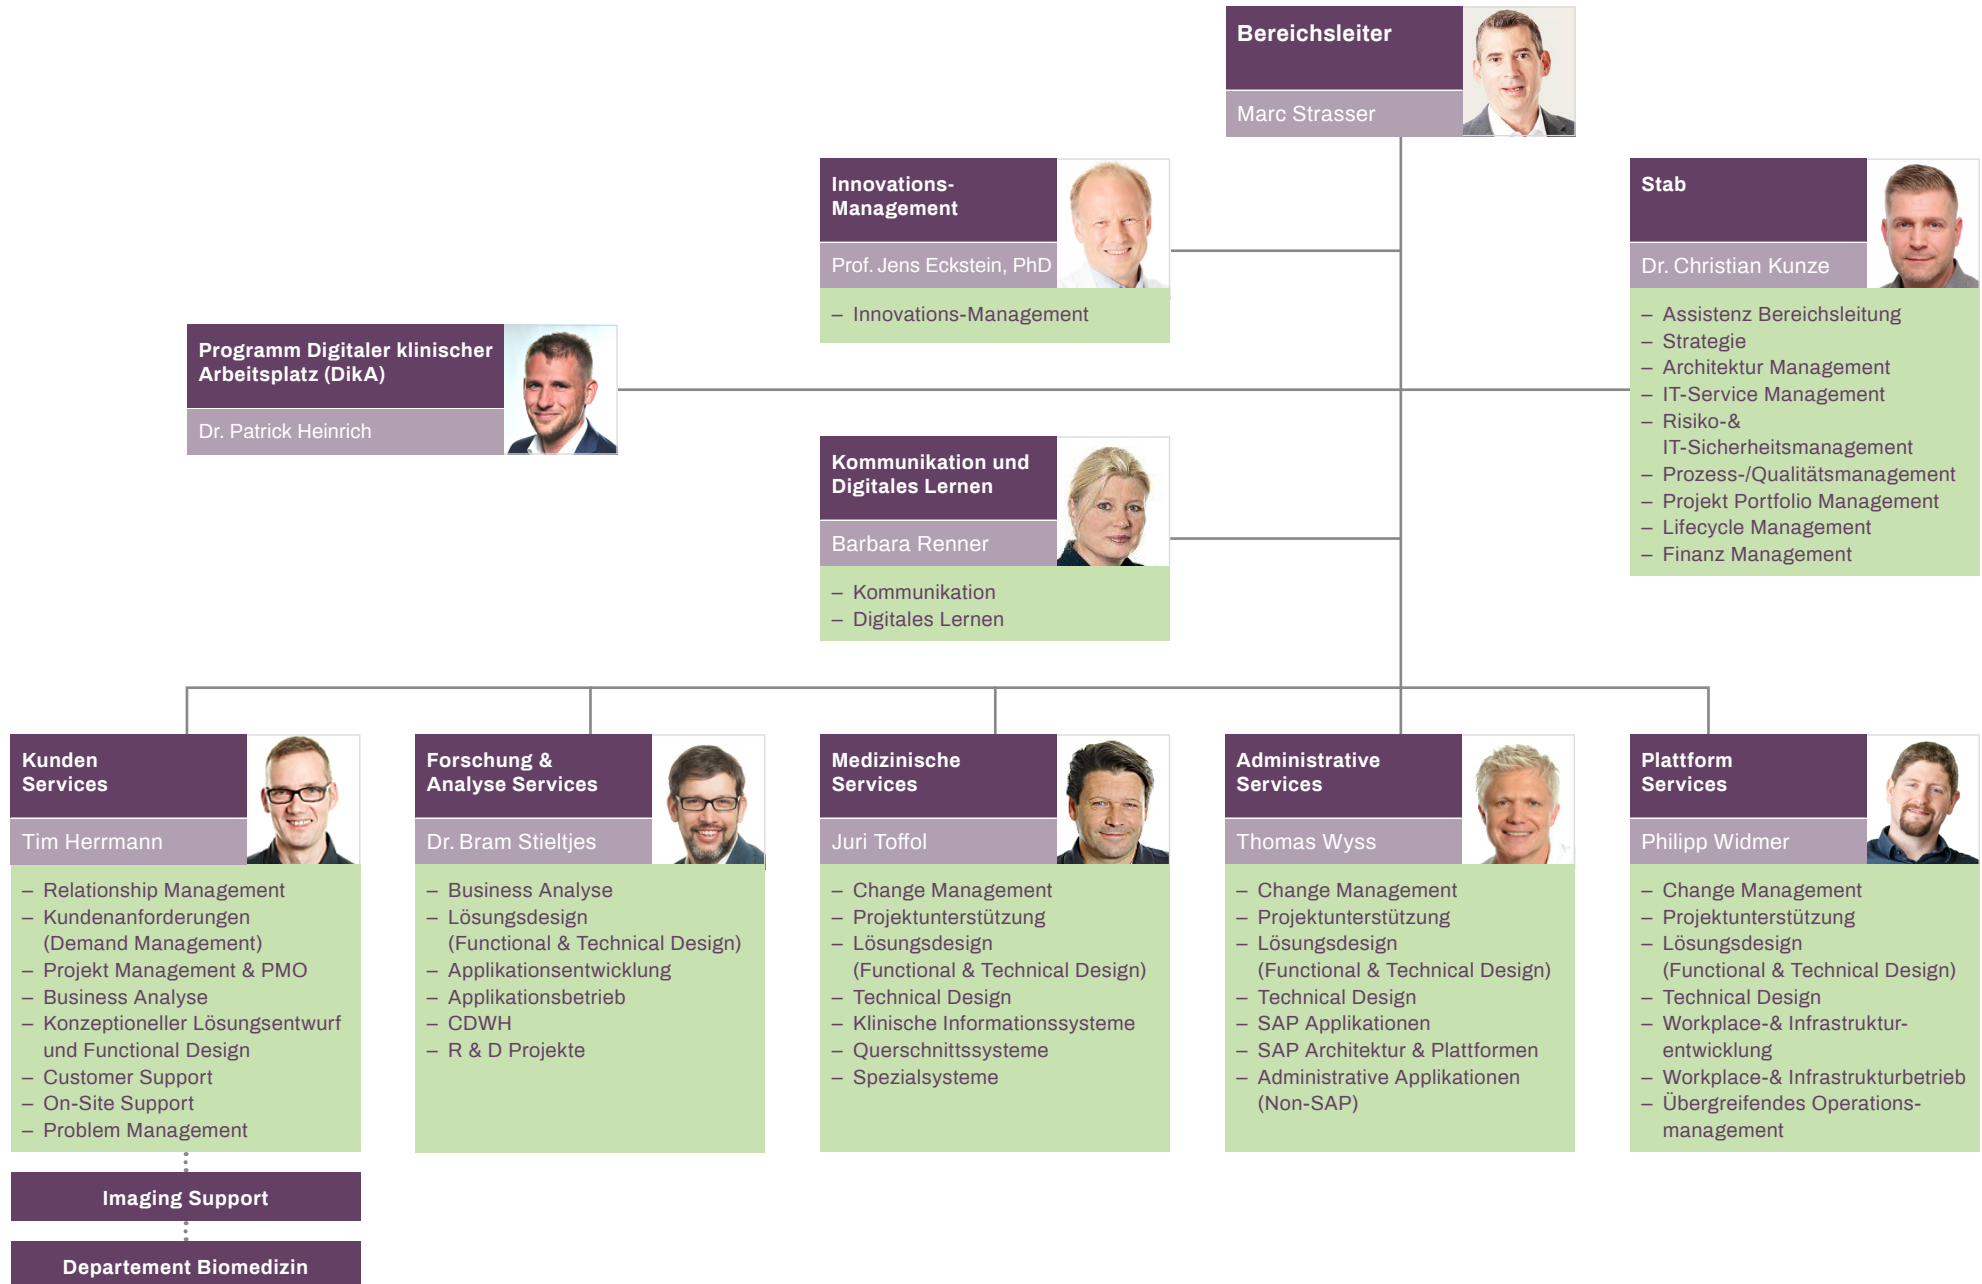 Bereichsleiter
Marc Strasser
Innovations-
Management
Prof. Jens Eckstein, PhD
– Innovations-Management
Stab
Dr. Christian Kunze
– Assistenz Bereichsleitung
– Strategie
– Architektur Management
– IT-Service Management
– Risiko-&
IT-Sicherheitsmanagement
– Prozess-/Qualitätsmanagement
– Projekt Portfolio Management
– Lifecycle Management
– Finanz Management
Programm Digitaler klinischer
Arbeitsplatz (DikA)
Dr. Patrick Heinrich
Kommunikation und
Digitales Lernen
Barbara Renner
– Kommunikation
– Digitales Lernen
Kunden
Services
Tim Herrmann
– Relationship Management
– Kundenanforderungen
(Demand Management)
– Projekt Management & PMO
– Business Analyse
– Konzeptioneller Lösungsentwurf
und Functional Design
– Customer Support
– On-Site Support
– Problem Management
Imaging Support
Departement Biomedizin
Forschung &
Analyse Services
Dr. Bram Stieltjes
– Business Analyse
– Lösungsdesign
(Functional & Technical Design)
– Applikationsentwicklung
– Applikationsbetrieb
– CDWH
– R & D Projekte
Medizinische
Services
Juri Toffol
– Change Management
– Projektunterstützung
– Lösungsdesign
(Functional & Technical Design)
– Technical Design
– Klinische Informationssysteme
– Querschnittssysteme
– Spezialsysteme
Administrative
Services
Thomas Wyss
– Change Management
– Projektunterstützung
– Lösungsdesign
(Functional & Technical Design)
– Technical Design
– SAP Applikationen
– SAP Architektur & Plattformen
– Administrative Applikationen
(Non-SAP)
Plattform
Services
Philipp Widmer
– Change Management
– Projektunterstützung
– Lösungsdesign
(Functional & Technical Design)
– Technical Design
– Workplace-& Infrastruktur-
entwicklung
– Workplace-& Infrastrukturbetrieb
– Übergreifendes Operations-
management